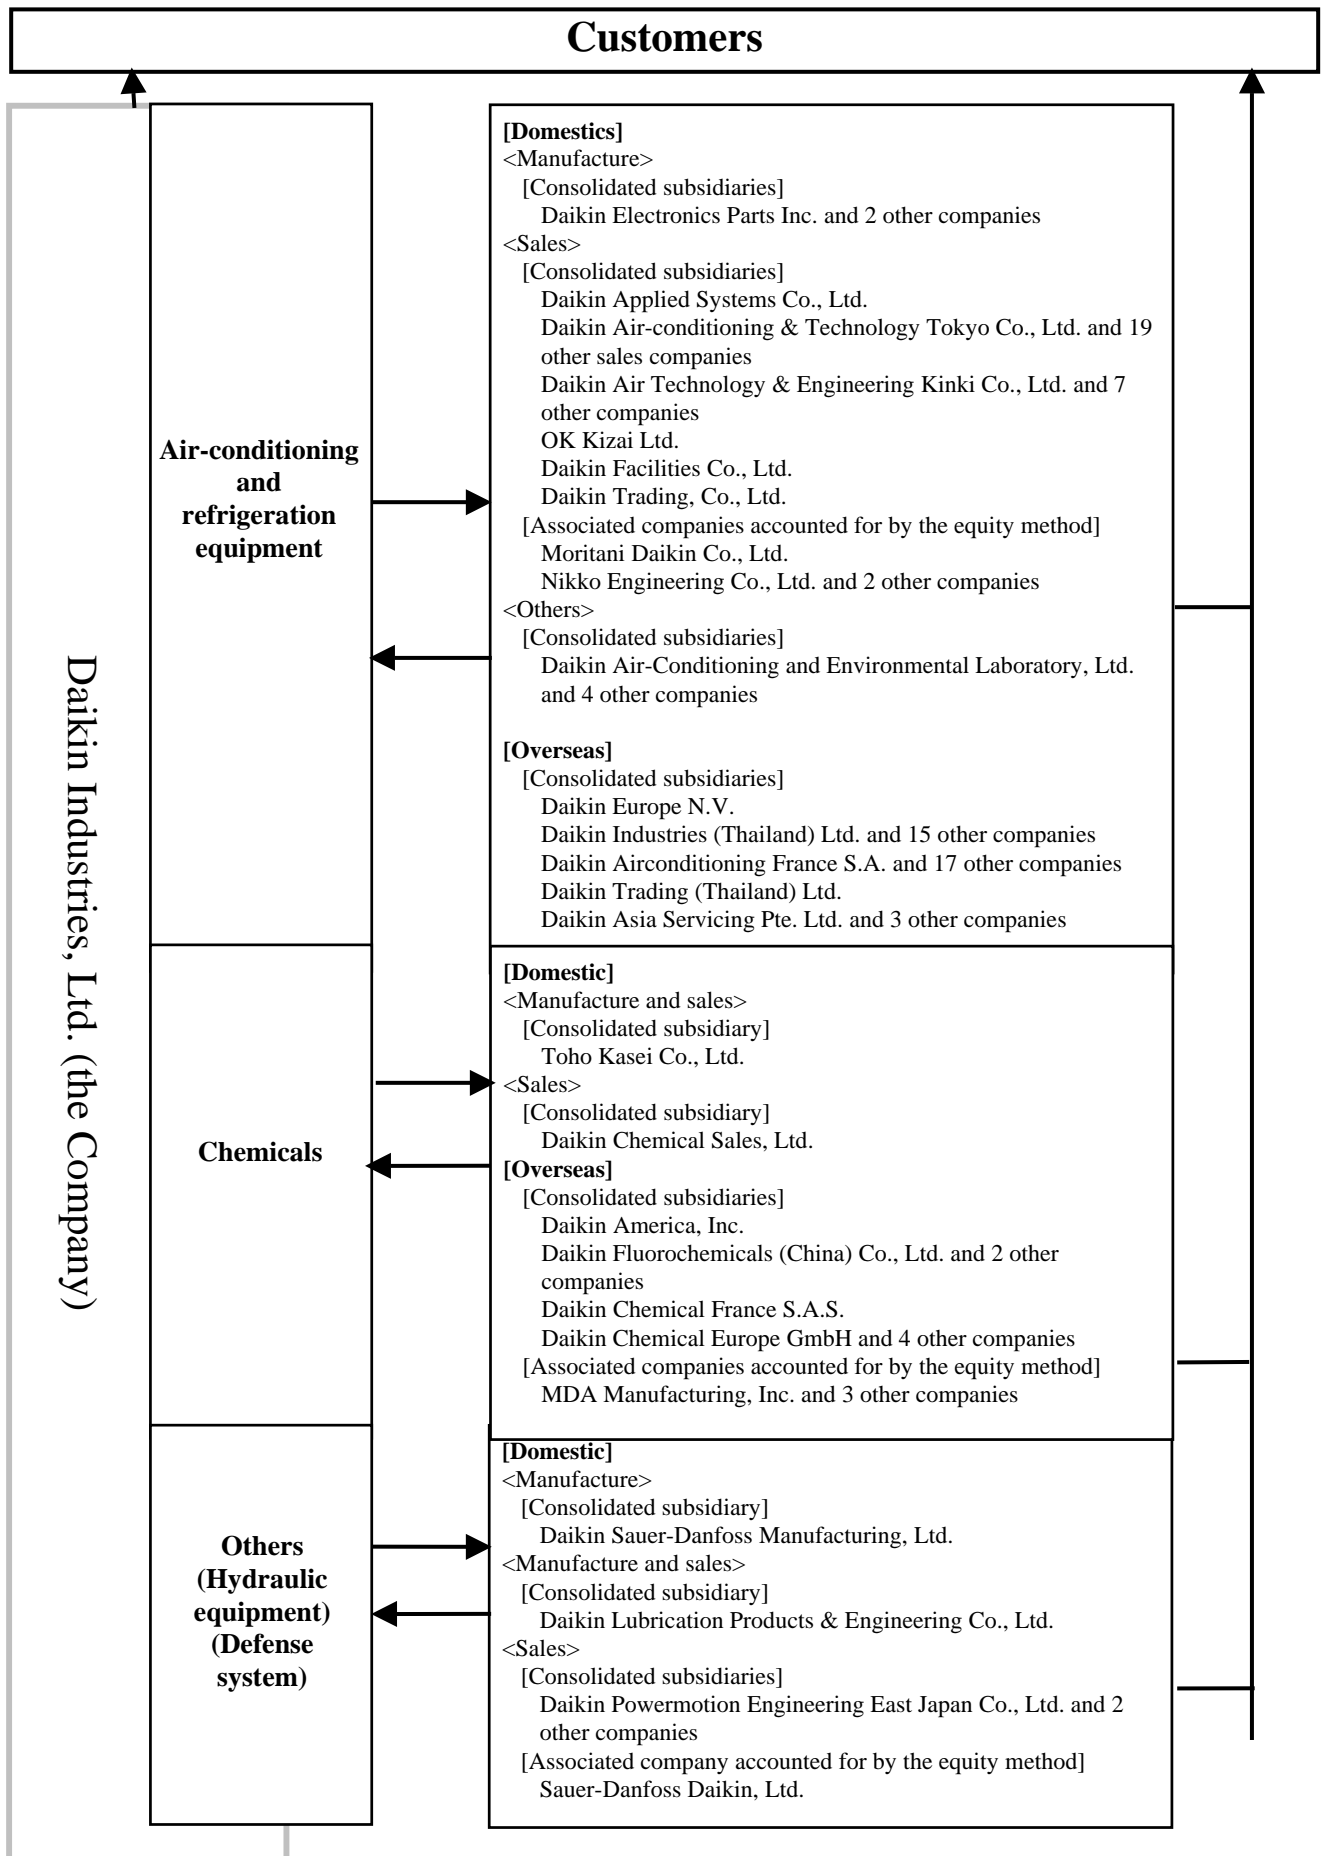 Customers
Daikin Industries, Ltd. (the Company)
Air-conditioning
and
refrigeration
equipment
[Domestics]
<Manufacture>
[Consolidated subsidiaries]
Daikin Electronics Parts Inc. and 2 other companies
<Sales>
[Consolidated subsidiaries]
Daikin Applied Systems Co., Ltd.
Daikin Air-conditioning & Technology Tokyo Co., Ltd. and 19
other sales companies
Daikin Air Technology & Engineering Kinki Co., Ltd. and 7
other companies
OK Kizai Ltd.
Daikin Facilities Co., Ltd.
Daikin Trading, Co., Ltd.
[Associated companies accounted for by the equity method]
Moritani Daikin Co., Ltd.
Nikko Engineering Co., Ltd. and 2 other companies
<Others>
[Consolidated subsidiaries]
Daikin Air-Conditioning and Environmental Laboratory, Ltd.
and 4 other companies
[Overseas]
[Consolidated subsidiaries]
Daikin Europe N.V.
Daikin Industries (Thailand) Ltd. and 15 other companies
Daikin Airconditioning France S.A. and 17 other companies
Daikin Trading (Thailand) Ltd.
Daikin Asia Servicing Pte. Ltd. and 3 other companies
Chemicals
[Domestic]
<Manufacture and sales>
[Consolidated subsidiary]
Toho Kasei Co., Ltd.
<Sales>
[Consolidated subsidiary]
Daikin Chemical Sales, Ltd.
[Overseas]
[Consolidated subsidiaries]
Daikin America, Inc.
Daikin Fluorochemicals (China) Co., Ltd. and 2 other
companies
Daikin Chemical France S.A.S.
Daikin Chemical Europe GmbH and 4 other companies
[Associated companies accounted for by the equity method]
MDA Manufacturing, Inc. and 3 other companies
Others
(Hydraulic
equipment)
(Defense
system)
[Domestic]
<Manufacture>
[Consolidated subsidiary]
Daikin Sauer-Danfoss Manufacturing, Ltd.
<Manufacture and sales>
[Consolidated subsidiary]
Daikin Lubrication Products & Engineering Co., Ltd.
<Sales>
[Consolidated subsidiaries]
Daikin Powermotion Engineering East Japan Co., Ltd. and 2
other companies
[Associated company accounted for by the equity method]
Sauer-Danfoss Daikin, Ltd.